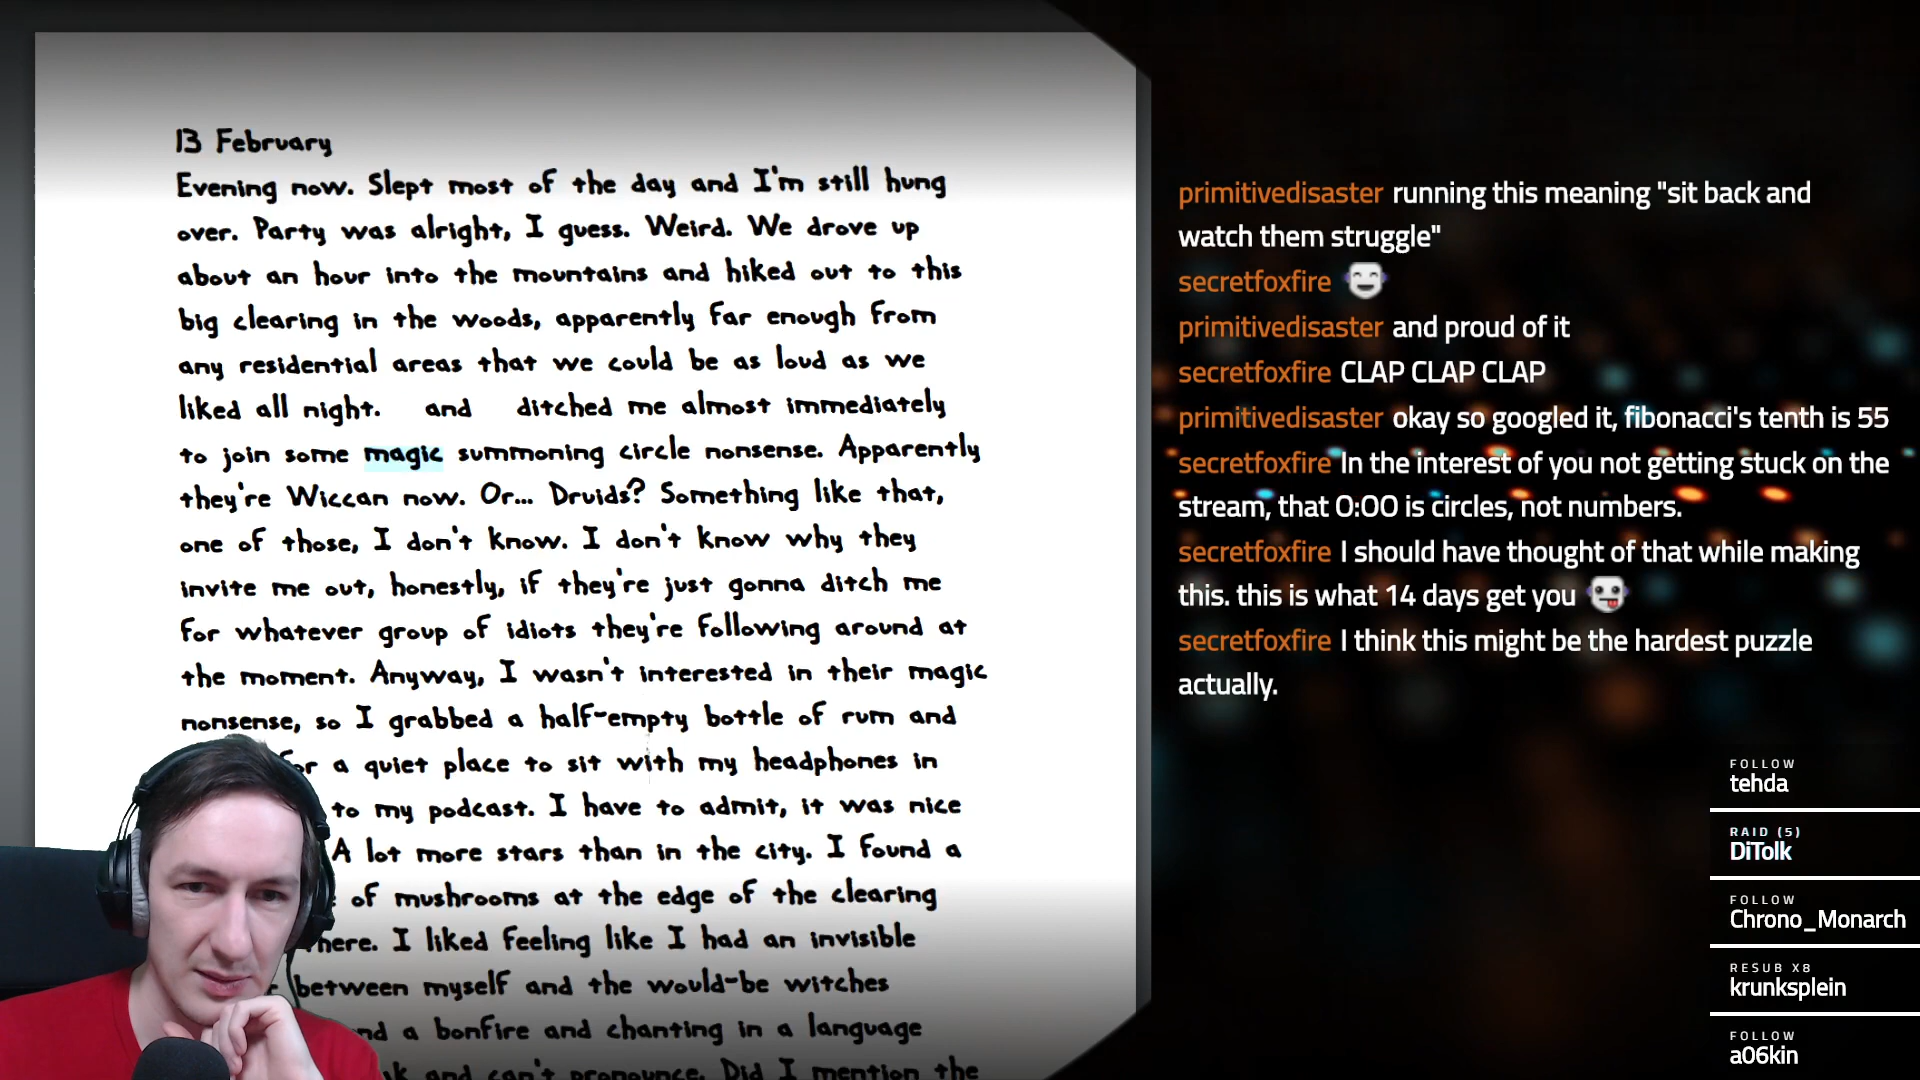 13 February
Evening now. Slept most of the day and I'm still hung
over. Party was alright, I guess. Weird. We drove up
about an hour into the mountains and hiked out to this
big clearing in the woods, apparently far enough from
any residential areas that we could be as loud as we
liked all night. and ditched me almost immediately
to join some magic summoning circle nonsense. Apparently
they're Wiccan now. Or... Druids? Something like that,
one of those, I don't know. I don't know why they
invite me out, honestly, if they're just gonna ditch me
for whatever group of idiots they're following around at
the moment. Anyway, I wasn't interested in their magic
nonsense, so I grabbed a half-empty bottle of rum and
for a quiet place to sit with my headphones in
to my podcast. I have to admit, it was nice
A lot more stars than in the city. I found a
of mushrooms at the edge of the clearing
there. I liked feeling like I had an invisible
between myself and the would-be witches
a bonfire and chanting in a language
and can't pronounce. Did I mention the
primitivedisaster running this meaning "sit back and
watch them struggle"
secretfoxfire
primitivedisaster and proud of it
secretfoxfire CLAP CLAP CLAP
primitivedisaster okay so googled it, fibonacci's tenth is 55
secretfoxfire In the interest of you not getting stuck on the
stream, that O:OO is circles, not numbers.
secretfoxfire I should have thought of that while making
this. this is what 14 days get you
secretfoxfire I think this might be the hardest puzzle
actually.
FOLLOW
tehda
RAID (5)
DiTolk
FOLLOW
Chrono_Monarch
RESUB X8
krunksplein
FOLLOW
a06kin